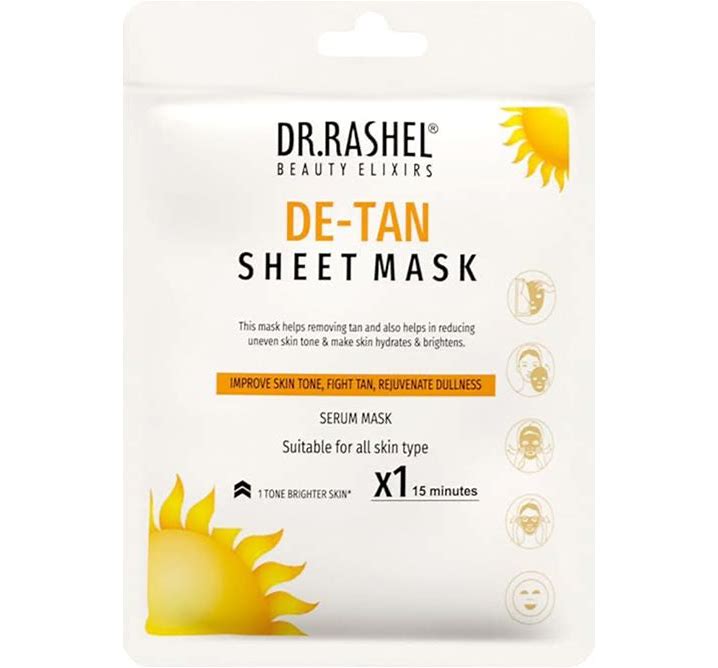 DR.RASHEL®
BEAUTY ELIXIRS
DE-TAN
SHEET MASK
This mask helps removing tan and also helps in reducing
uneven skin tone & make skin hydrates & brightens.
IMPROVE SKIN TONE, FIGHT TAN, REJUVENATE DULLNESS
SERUM MASK
Suitable for all skin type
1 TONE BRIGHTER SKIN*
X1 15 minutes